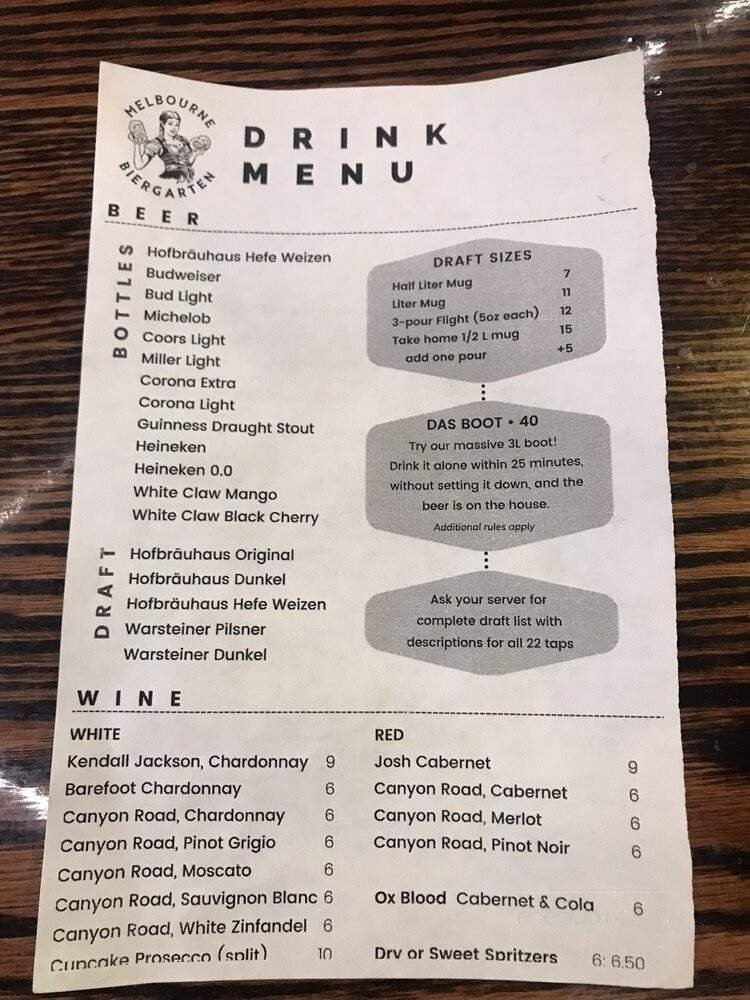 MELBOURNE
BIERGARTEN
DRINK
MENU
BEER
BOTTLES
Hofbräuhaus Hefe Weizen
Budweiser
Bud Light
Michelob
Coors Light
Miller Light
Corona Extra
Corona Light
Guinness Draught Stout
Heineken
Heineken 0.0
White Claw Mango
White Claw Black Cherry
DRAFT
Hofbräuhaus Original
Hofbräuhaus Dunkel
Hofbräuhaus Hefe Weizen
Warsteiner Pilsner
Warsteiner Dunkel
DRAFT SIZES
Half Liter Mug 7
Liter Mug 11
3-pour Flight (5oz each) 12
Take home 1/2 L mug 15
add one pour +5
DAS BOOT • 40
Try our massive 3L boot!
Drink it alone within 25 minutes,
without setting it down, and the
beer is on the house.
Additional rules apply
Ask your server for
complete draft list with
descriptions for all 22 taps
WINE
WHITE
Kendall Jackson, Chardonnay 9
Barefoot Chardonnay 6
Canyon Road, Chardonnay 6
Canyon Road, Pinot Grigio 6
Canyon Road, Moscato 6
Canyon Road, Sauvignon Blanc 6
Canyon Road, White Zinfandel 6
Cupcake Prosecco (split) 10
RED
Josh Cabernet 9
Canyon Road, Cabernet 6
Canyon Road, Merlot 6
Canyon Road, Pinot Noir 6
Ox Blood Cabernet & Cola 6
Dry or Sweet Spritzers 6; 6.50